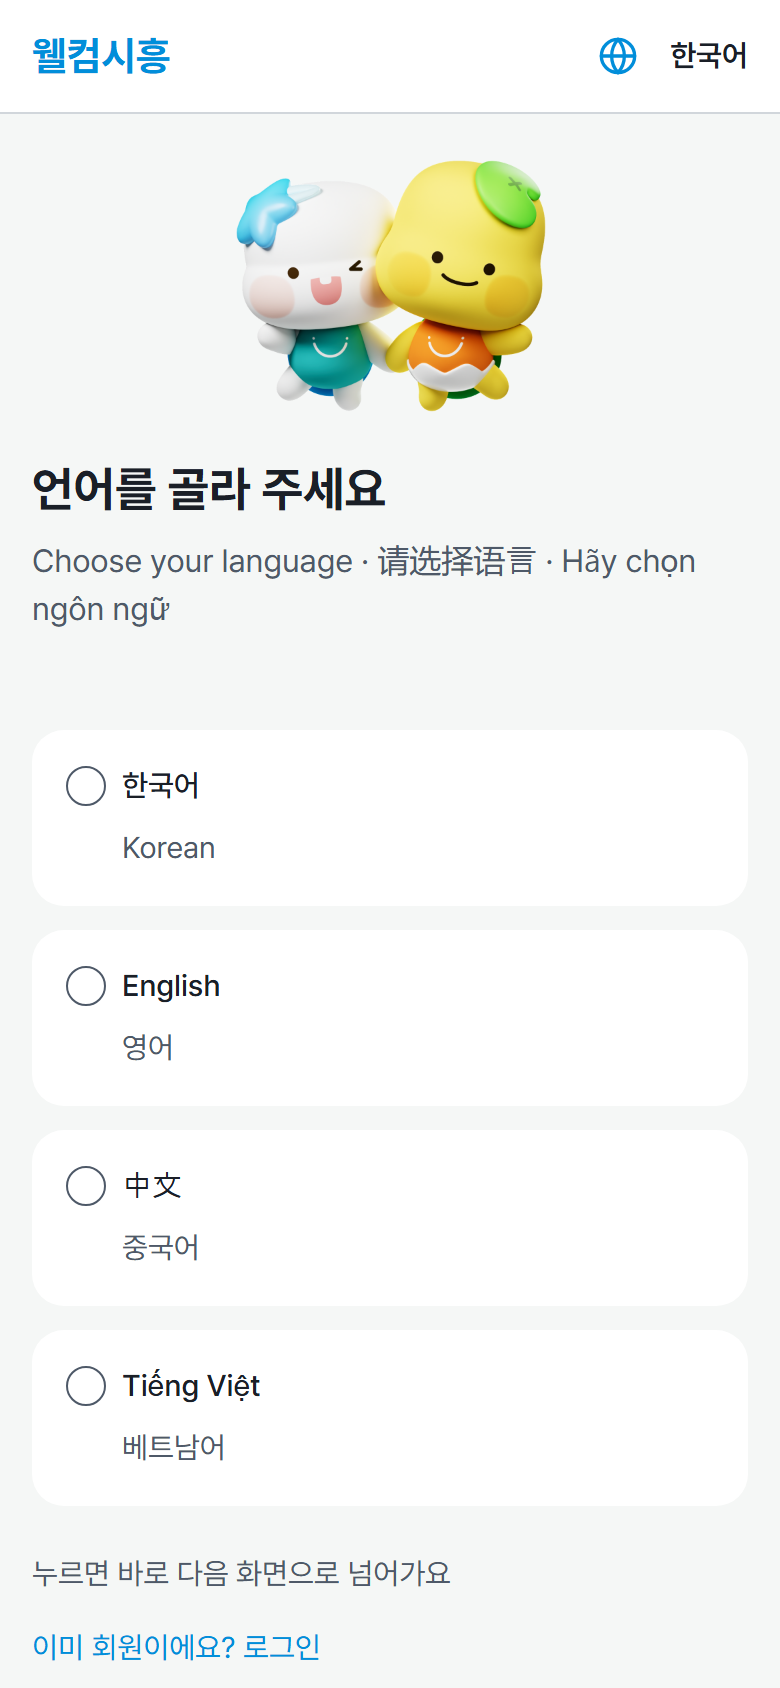 웰컴시흥
한국어
언어를 골라 주세요
Choose your language · 请选择语言 · Hãy chọn
ngôn ngữ
한국어
Korean
English
영어
中文
중국어
Tiếng Việt
베트남어
누르면 바로 다음 화면으로 넘어가요
이미 회원이에요? 로그인